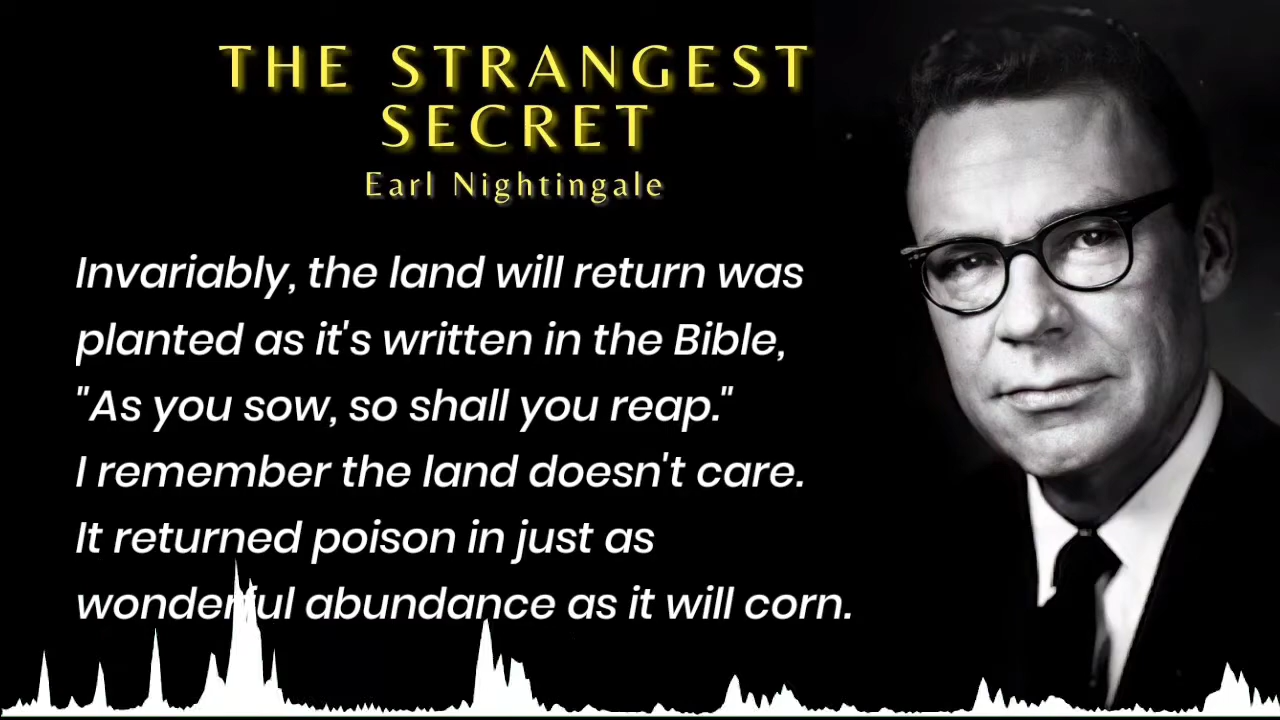 THE STRANGEST
SECRET
Earl Nightingale
Invariably, the land will return was
planted as it's written in the Bible,
"As you sow, so shall you reap."
I remember the land doesn't care.
It returned poison in just as
wonderful abundance as it will corn.